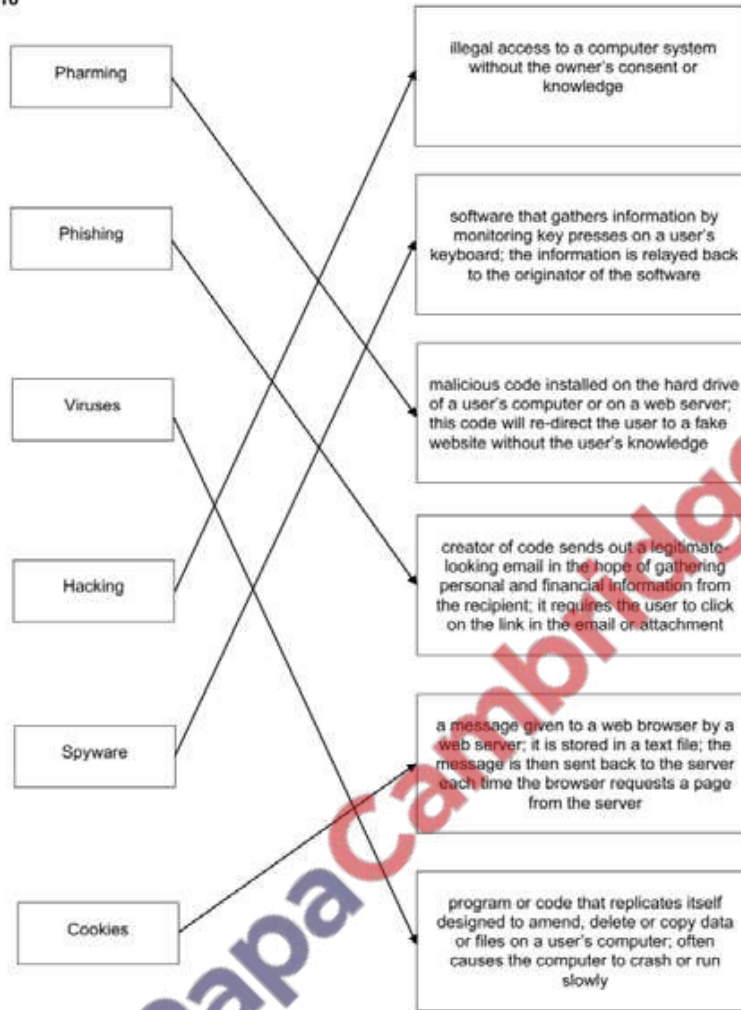 Pharming
illegal access to a computer system
without the owner's consent or
knowledge
Phishing
software that gathers information by
monitoring key presses on a user's
keyboard; the information is relayed back
to the originator of the software
Viruses
malicious code installed on the hard drive
of a user's computer or on a web server;
this code will re-direct the user to a fake
website without the user's knowledge
Hacking
creator of code sends out a legitimate-
looking email in the hope of gathering
personal and financial information from
the recipient; it requires the user to click
on the link in the email or attachment
Spyware
a message given to a web browser by a
web server; it is stored in a text file; the
message is then sent back to the server
each time the browser requests a page
from the server
Cookies
program or code that replicates itself
designed to amend, delete or copy data
or files on a user's computer; often
causes the computer to crash or run
slowly
PapaCambridge